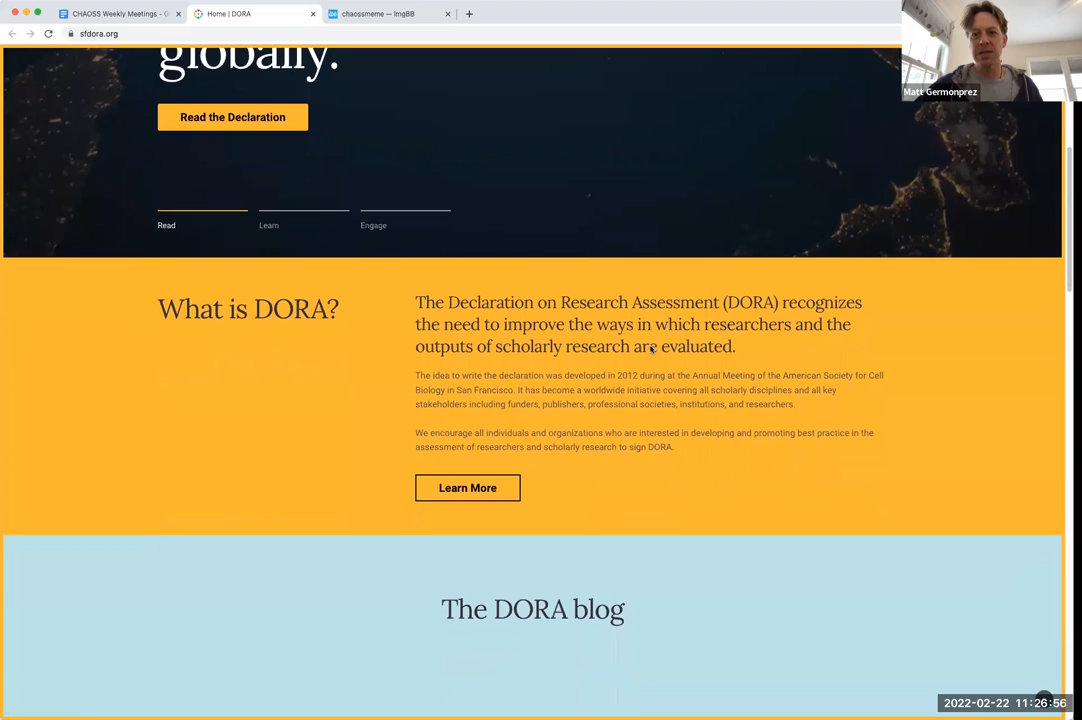 CHAOSS Weekly Meetings - G
Home | DORA
chaossmeme — ImgBB
sfdora.org
Matt Germonprez
globally.
Read the Declaration
Read
Learn
Engage
What is DORA?
The Declaration on Research Assessment (DORA) recognizes
the need to improve the ways in which researchers and the
outputs of scholarly research are evaluated.
The idea to write the declaration was developed in 2012 during at the Annual Meeting of the American Society for Cell
Biology in San Francisco. It has become a worldwide initiative covering all scholarly disciplines and all key
stakeholders including funders, publishers, professional societies, institutions, and researchers.
We encourage all individuals and organizations who are interested in developing and promoting best practice in the
assessment of researchers and scholarly research to sign DORA.
Learn More
The DORA blog
2022-02-22 11:26:56